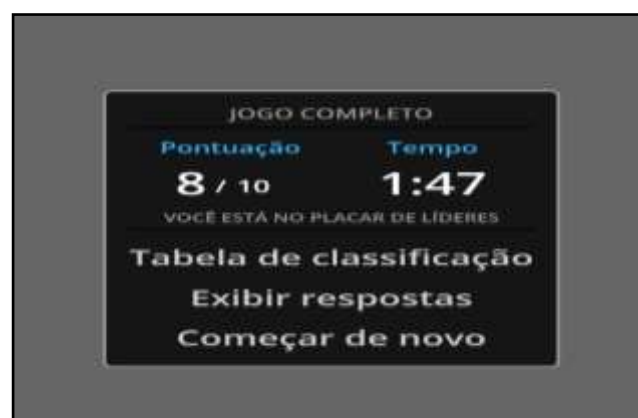 JOGO COMPLETO
Pontuação Tempo
8 / 10 1:47
VOCÊ ESTÁ NO PLACAR DE LÍDERES
Tabela de classificação
Exibir respostas
Começar de novo